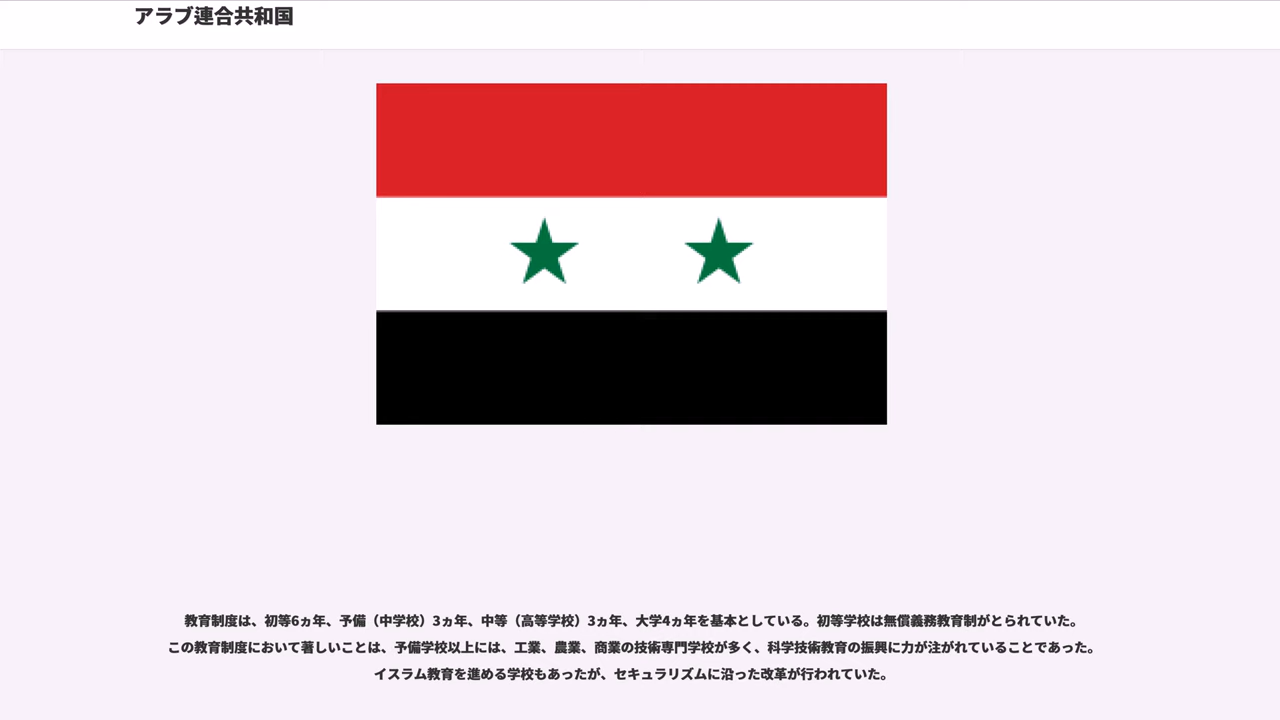 アラブ連合共和国
教育制度は、初等6ヵ年、予備（中学校）3ヵ年、中等（高等学校）3ヵ年、大学4ヵ年を基本としている。初等学校は無償義務教育制がとられていた。
この教育制度において著しいことは、予備学校以上には、工業、農業、商業の技術専門学校が多く、科学技術教育の振興に力が注がれていることであった。
イスラム教育を進める学校もあったが、セキュラリズムに沿った改革が行われていた。